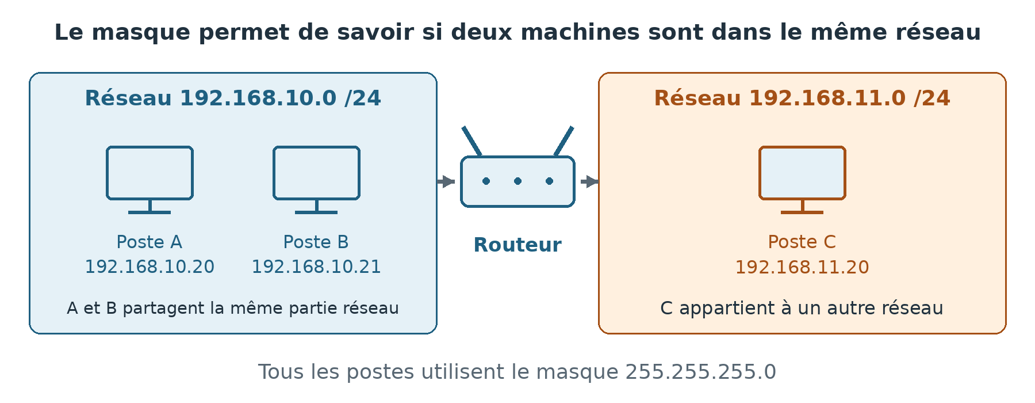 Le masque permet de savoir si deux machines sont dans le même réseau
Réseau 192.168.10.0 /24
Poste A
192.168.10.20
Poste B
192.168.10.21
A et B partagent la même partie réseau
Routeur
Réseau 192.168.11.0 /24
Poste C
192.168.11.20
C appartient à un autre réseau
Tous les postes utilisent le masque 255.255.255.0